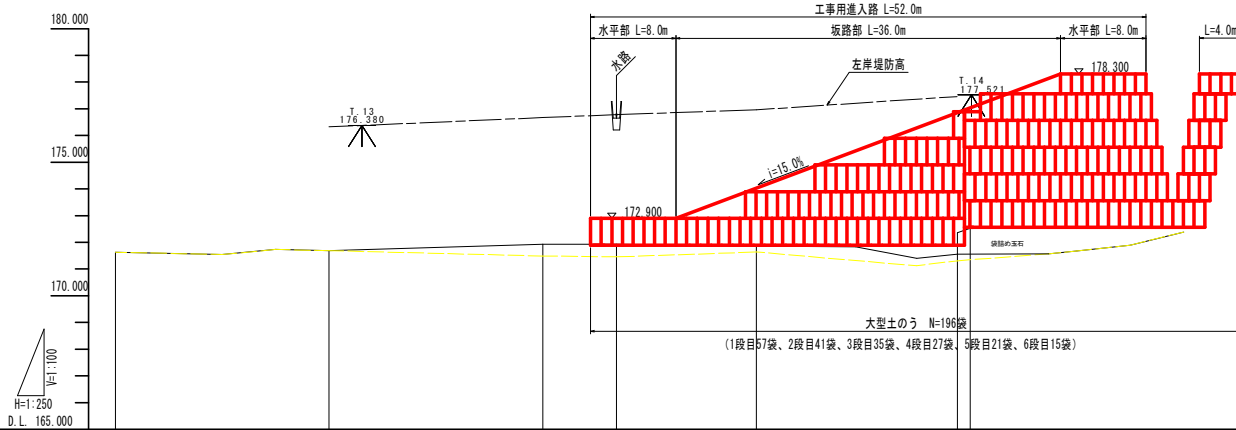 180.000
工事用進入路 L=52.0m
水平部 L=8.0m
坂路部 L=36.0m
水平部 L=8.0m
L=4.0m
水路
左岸堤防高
178.300
T.14
177.521
T.13
176.380
175.000
i=15.0%
172.900
袋詰め玉石
170.000
大型土のう N=196袋
(1段目57袋、2段目41袋、3段目35袋、4段目27袋、5段目21袋、6段目15袋)
V=1:100
H=1:250
D.L. 165.000